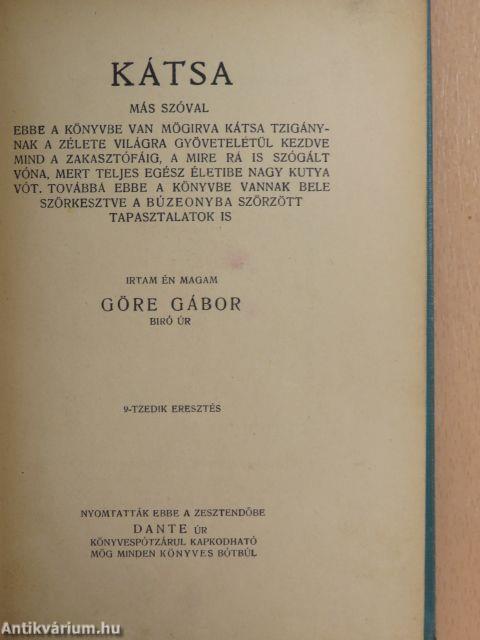 KÁTSA
MÁS SZÓVAL
EBBE A KÖNYVBE VAN MÖGIRVA KÁTSA TZIGÁNY-
NAK A ZÉLETE VILÁGRA GYÖVETELÉTÜL KEZDVE
MIND A ZAKASZTÓFÁIG, A MIRE RÁ IS SZÓGÁLT
VÓNA, MERT TELJES EGÉSZ ÉLETIBE NAGY KUTYA
VÓT. TOVÁBBÁ EBBE A KÖNYVBE VANNAK BELE
SZÖRKESZTVE A BÚZEONYBA SZÖRZÖTT
TAPASZTALATOK IS
IRTAM ÉN MAGAM
GÖRE GÁBOR
BIRÓ ÚR
9-TZEDIK ERESZTÉS
NYOMTATTÁK EBBE A ZESZTENDŐBE
DANTE ÚR
KÖNYVESPÓTZÁRUL KAPKODHATÓ
MÖG MINDEN KÖNYVES BÓTBÚL
Antikvárium.hu